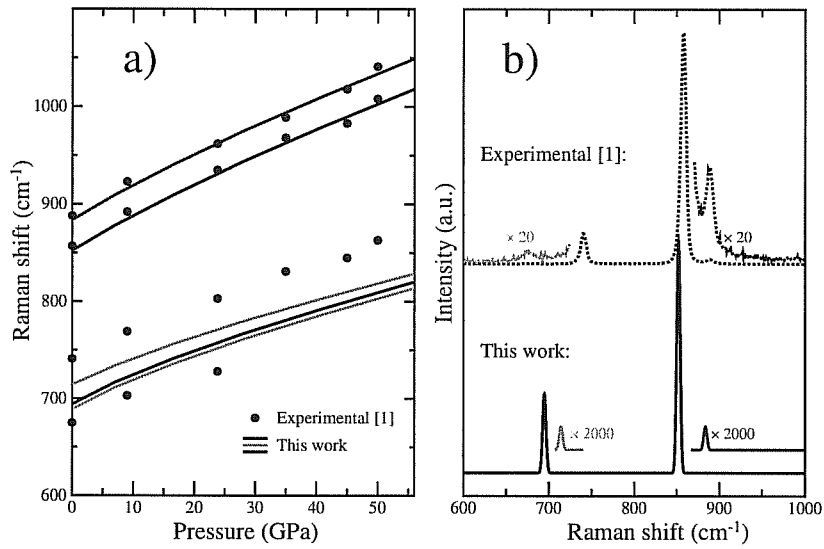 a)
1000
900
800
700
600
Raman shift (cm⁻¹)
Experimental [1]
This work
0
10
20
30
40
50
Pressure (GPa)
b)
Experimental [1]:
× 20
× 20
This work:
× 2000
× 2000
Intensity (a.u.)
600
700
800
900
1000
Raman shift (cm⁻¹)